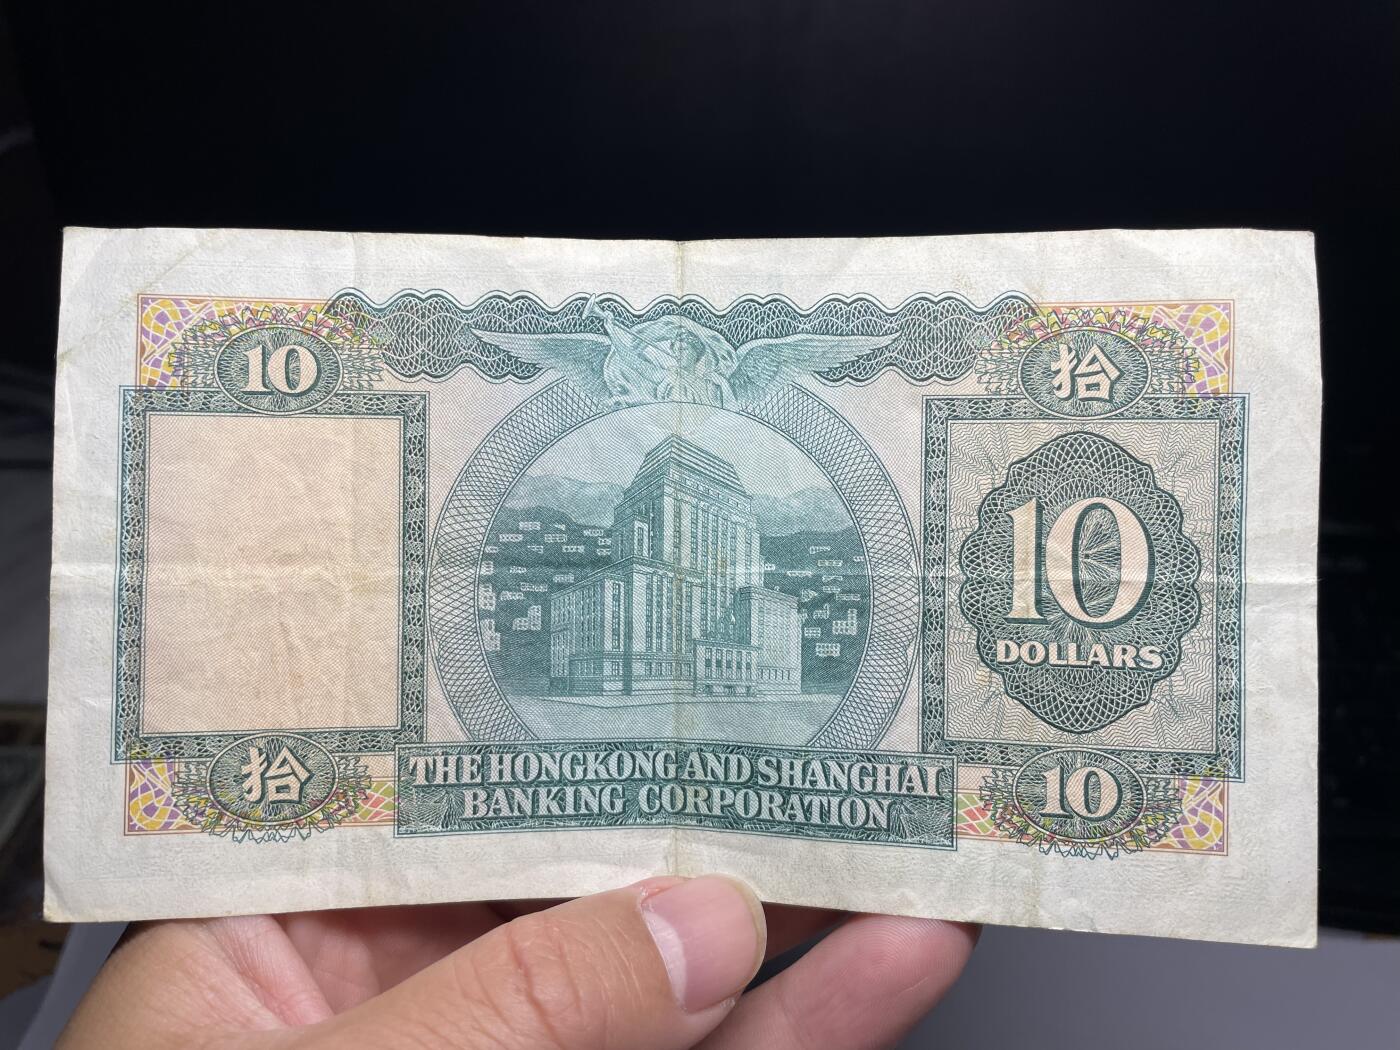 10
拾
10
DOLLARS
拾
THE HONGKONG AND SHANGHAI
BANKING CORPORATION
10